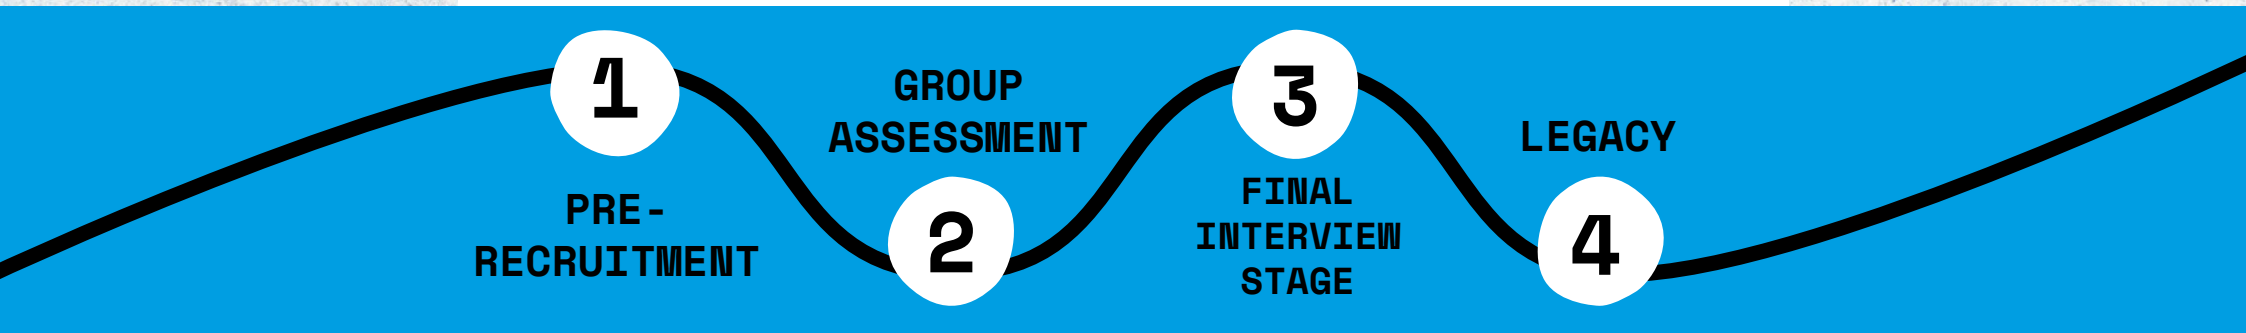 1
PRE-
RECRUITMENT
GROUP
ASSESSMENT
2
3
FINAL
INTERVIEW
STAGE
LEGACY
4